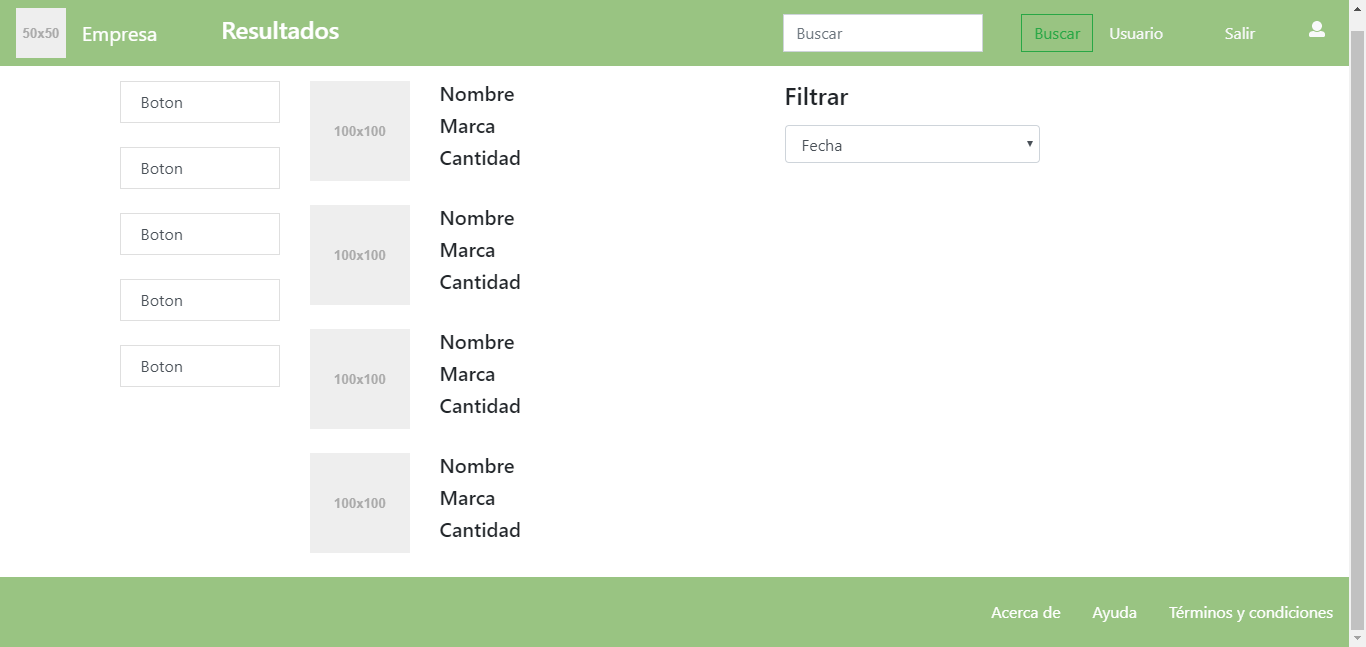 50x50 Empresa Resultados Buscar Buscar Usuario Salir
Boton
Boton
Boton
Boton
Boton
100x100
Nombre
Marca
Cantidad
100x100
Nombre
Marca
Cantidad
100x100
Nombre
Marca
Cantidad
100x100
Nombre
Marca
Cantidad
Filtrar
Fecha
Acerca de Ayuda Términos y condiciones